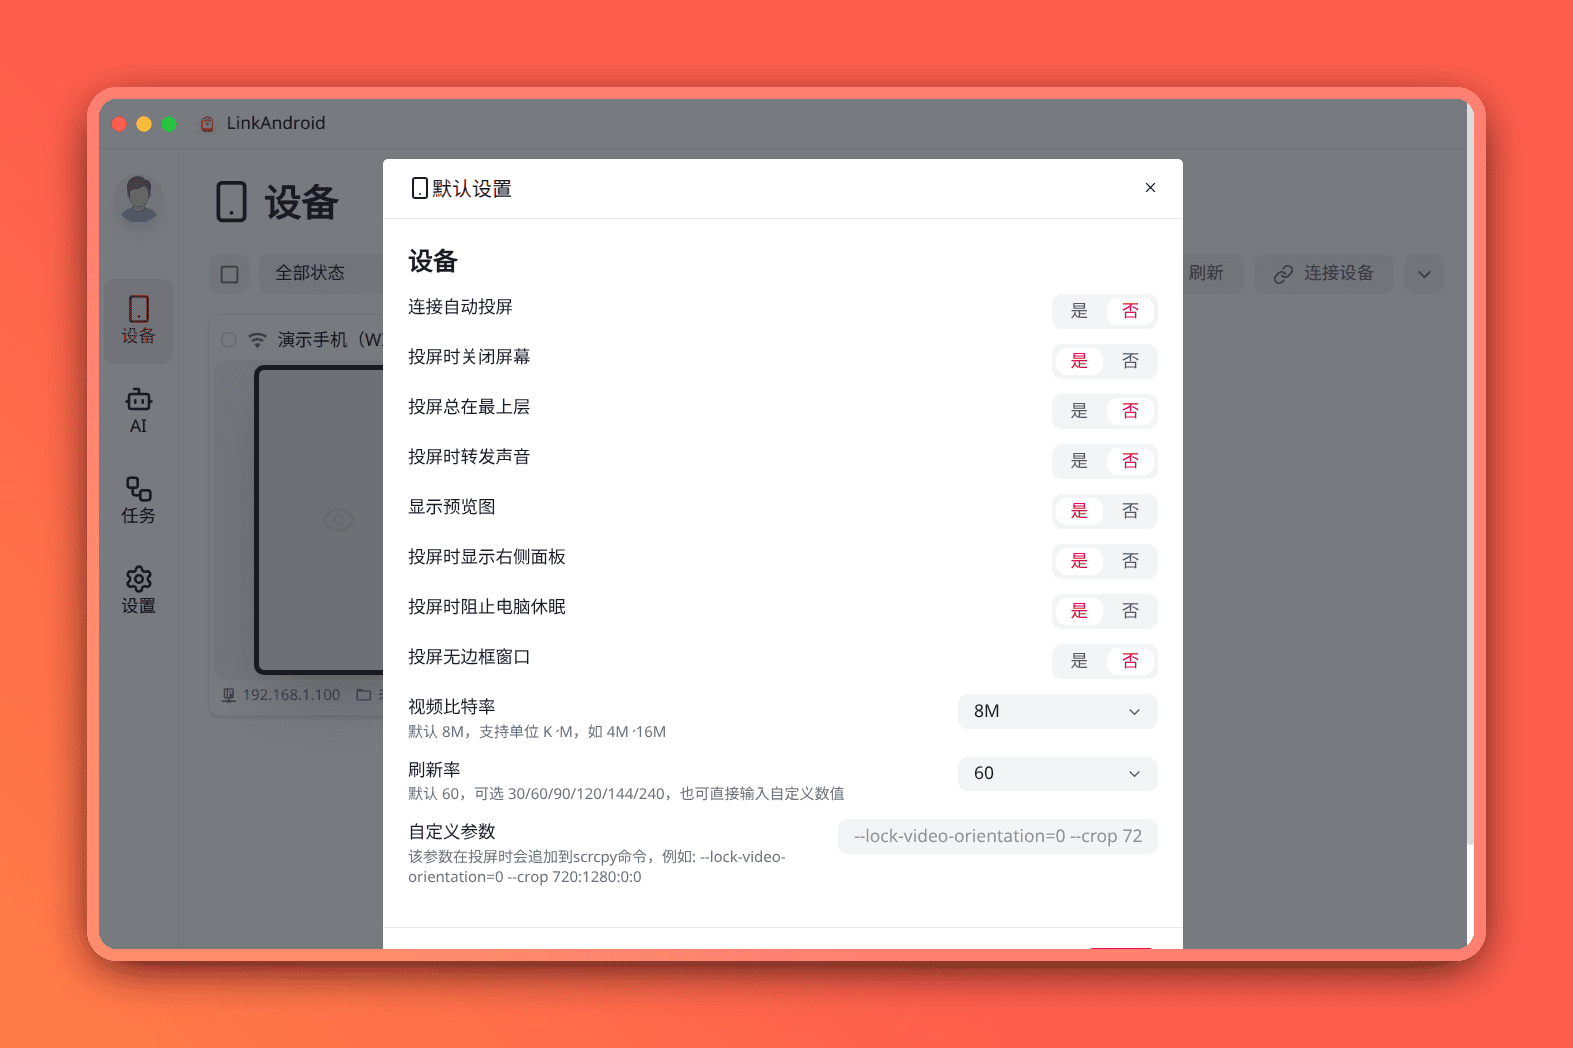 LinkAndroid
设备
全部状态
刷新
连接设备
设备
AI
任务
设置
演示手机（W
192.168.1.100
默认设置
设备
连接自动投屏
是 否
投屏时关闭屏幕
是 否
投屏总在最上层
是 否
投屏时转发声音
是 否
显示预览图
是 否
投屏时显示右侧面板
是 否
投屏时阻止电脑休眠
是 否
投屏无边框窗口
是 否
视频比特率
默认 8M，支持单位 K、M，如 4M、16M
8M
刷新率
默认 60，可选 30/60/90/120/144/240，也可直接输入自定义数值
60
自定义参数
该参数在投屏时会追加到scrcpy命令，例如: --lock-video-
orientation=0 --crop 720:1280:0:0
--lock-video-orientation=0 --crop 72